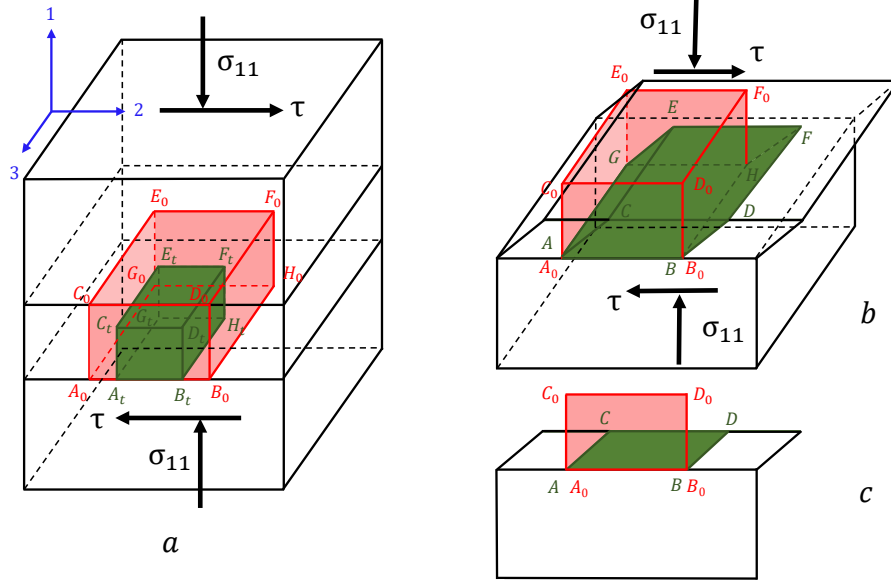 1
σ₁₁
τ
2
3
E₀
F₀
Eₜ
Fₜ
G₀
H₀
C₀
D₀
Gₜ
Hₜ
Cₜ
Dₜ
A₀
Aₜ
Bₜ
B₀
τ
σ₁₁
a
σ₁₁
τ
E₀
F₀
E
F
G
H
C₀
D₀
C
D
A
A₀
B
B₀
τ
σ₁₁
b
C₀
D₀
C
D
A
A₀
B
B₀
c